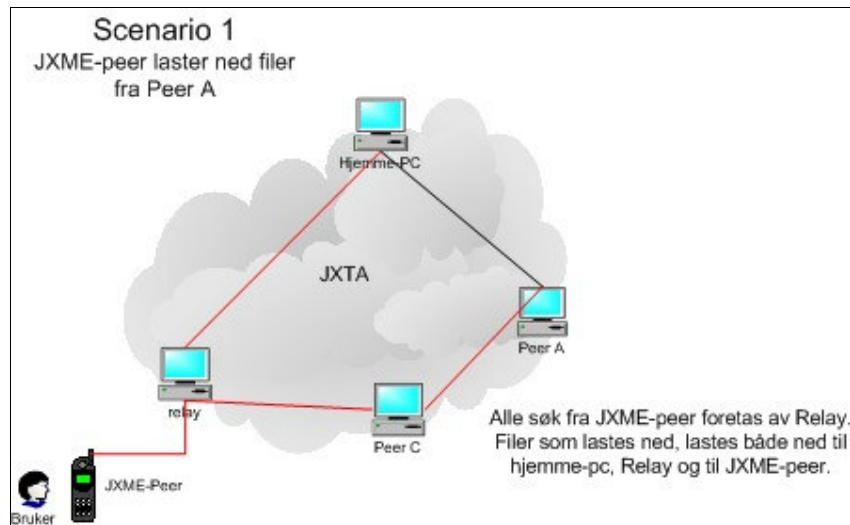 Scenario 1
JXME-peer laster ned filer
fra Peer A
Hjemme-PC
JXTA
Peer A
relay
Peer C
Alle søk fra JXME-peer foretas av Relay.
Filer som lastes ned, lastes både ned til
hjemme-pc, Relay og til JXME-peer.
JXME-Peer
Bruker